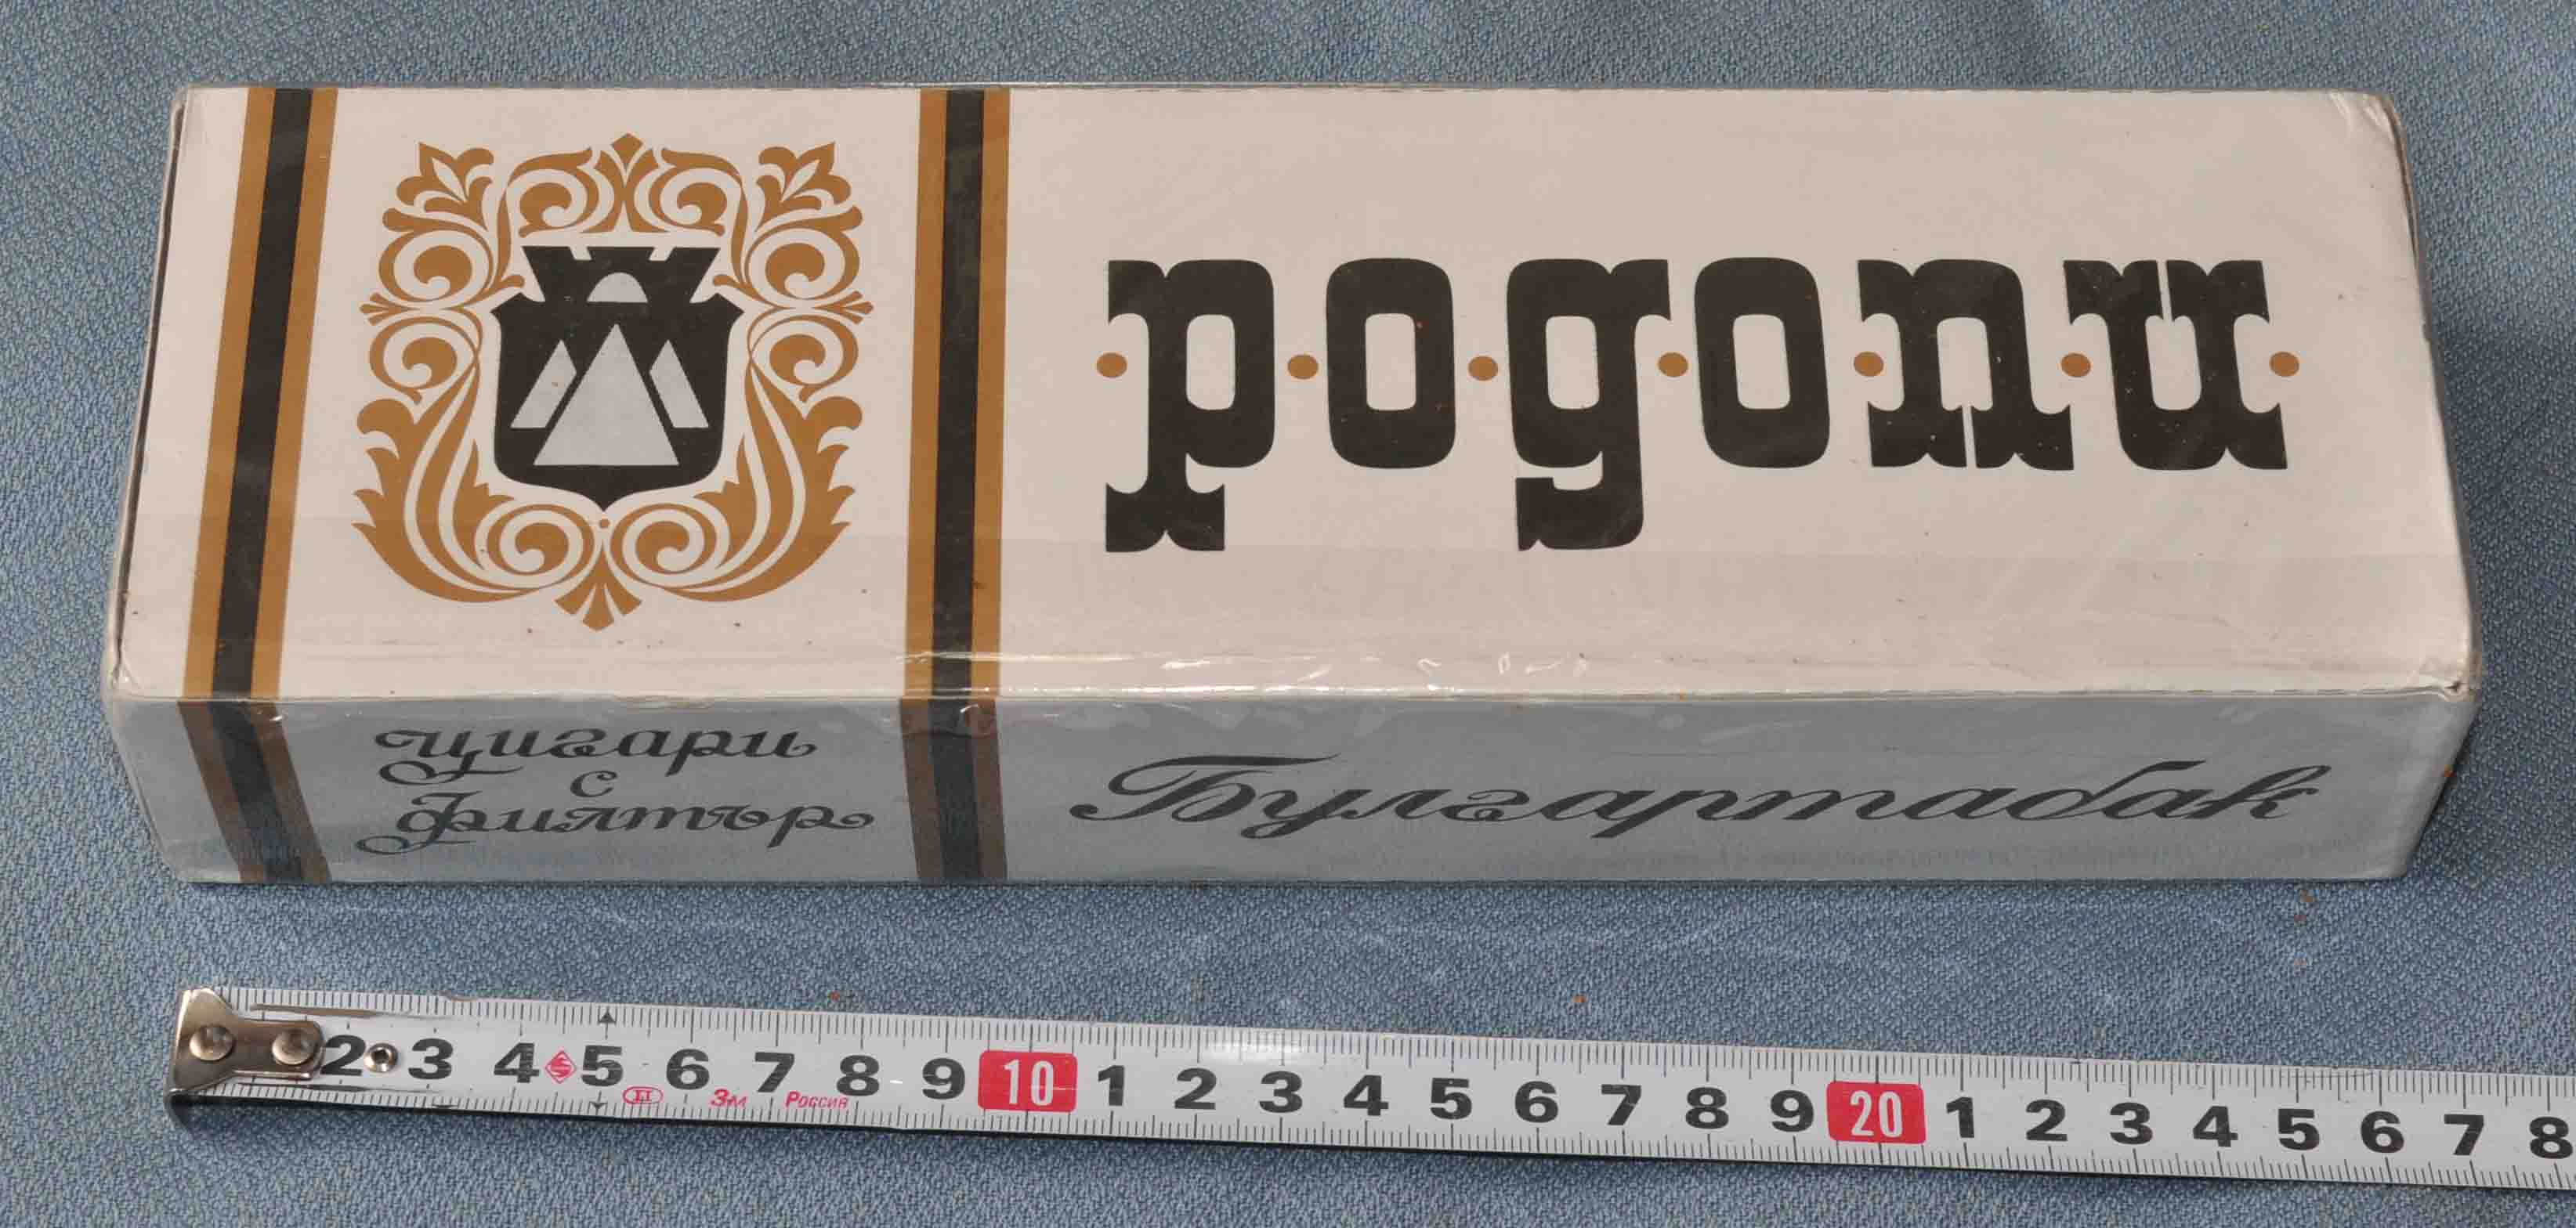 родопи
цигари
с
филтър
Булгартабак
2 3 4 5 6 7 8 9 10 1 2 3 4 5 6 7 8 9 20 1 2 3 4 5 6 7 8
II 3м Россия